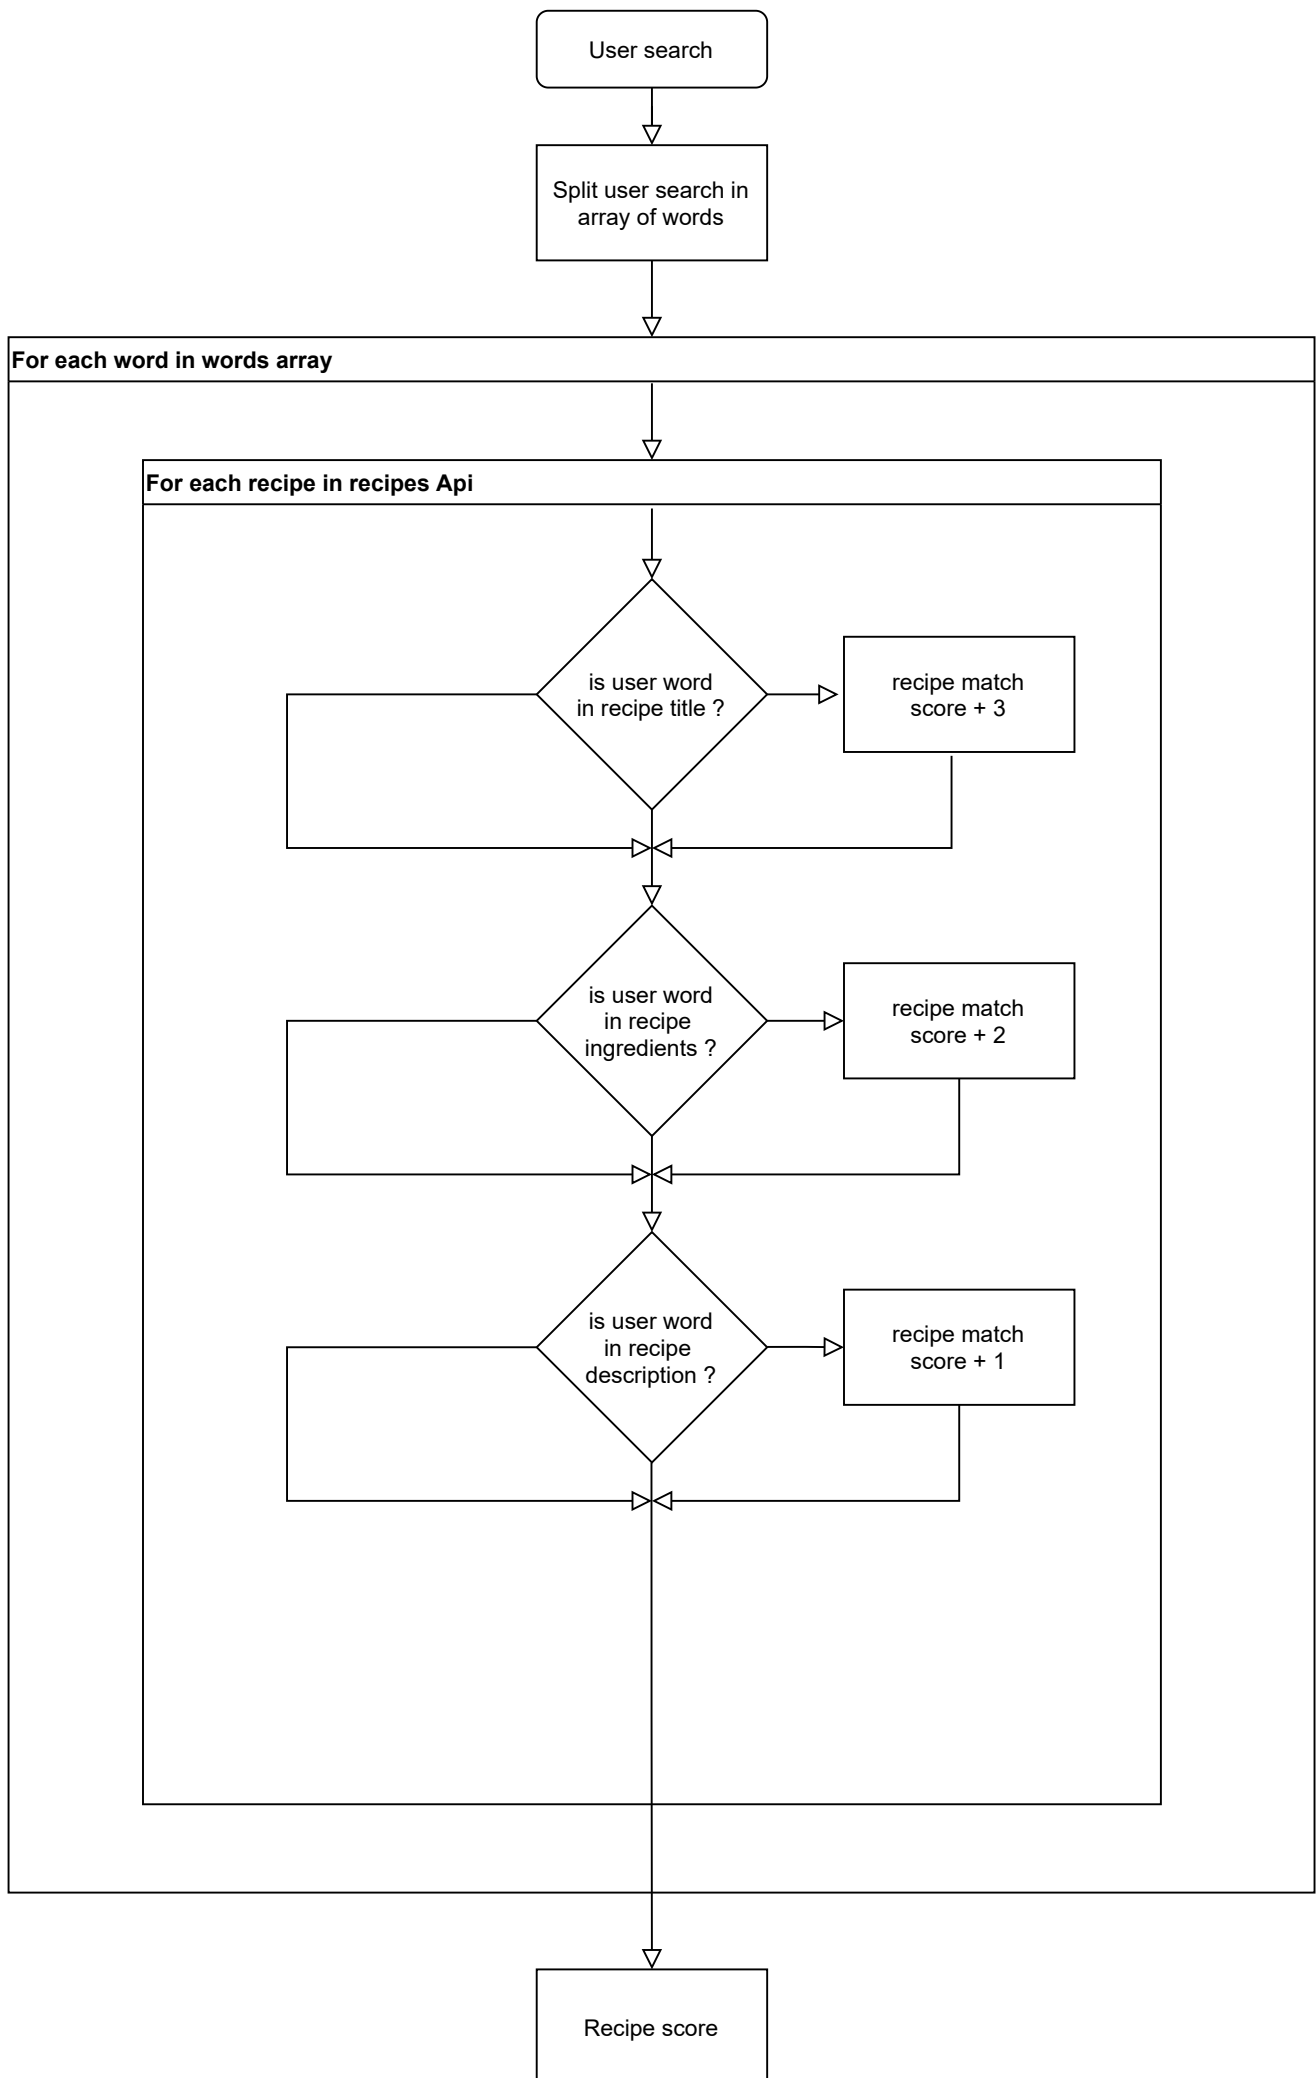 User search
Split user search in
array of words
For each word in words array
For each recipe in recipes Api
is user word
in recipe title ?
recipe match
score + 3
is user word
in recipe
ingredients ?
recipe match
score + 2
is user word
in recipe
description ?
recipe match
score + 1
Recipe score